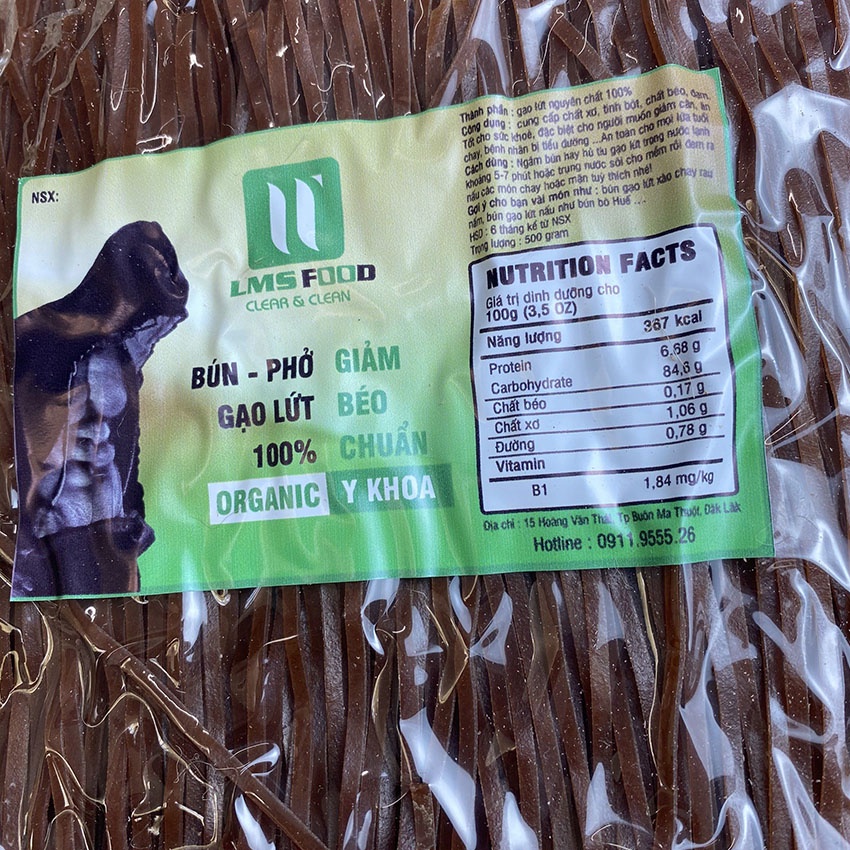 NSX:
LMS FOOD
CLEAR & CLEAN
BÚN - PHỞ GIẢM
GẠO LỨT BÉO
100% CHUẨN
ORGANIC Y KHOA
Thành phần : gạo lứt nguyên chất 100%
Công dụng : cung cấp chất xơ, tinh bột, chất béo, đạm.
Tốt cho sức khoẻ, đặc biệt cho người muốn giảm cân, ăn
chay, bệnh nhân bị tiểu đường ...An toàn cho mọi lứa tuổi
Cách dùng : Ngâm bún hay hủ tíu gạo lứt trong nước lạnh
khoảng 5-7 phút hoặc trung nước sôi cho mềm rồi đem ra
nấu các món chay hoặc mặn tuỳ thích nhé!
Gợi ý cho bạn vài món như : bún gạo lứt xào chay rau
nấm, bún gạo lứt nấu như bún bò Huế ...
HSD : 6 tháng kể từ NSX
Trọng lượng : 500 gram
NUTRITION FACTS
Giá trị dinh dưỡng cho
100g (3,5 OZ)
Năng lượng 367 kcal
Protein 6,68 g
Carbohydrate 84,6 g
Chất béo 0,17 g
Chất xơ 1,06 g
Đường 0,78 g
Vitamin
B1 1,84 mg/kg
Địa chỉ : 15 Hoàng Văn Thái, Tp Buôn Ma Thuột, Đăk Lăk
Hotline : 0911.9555.26